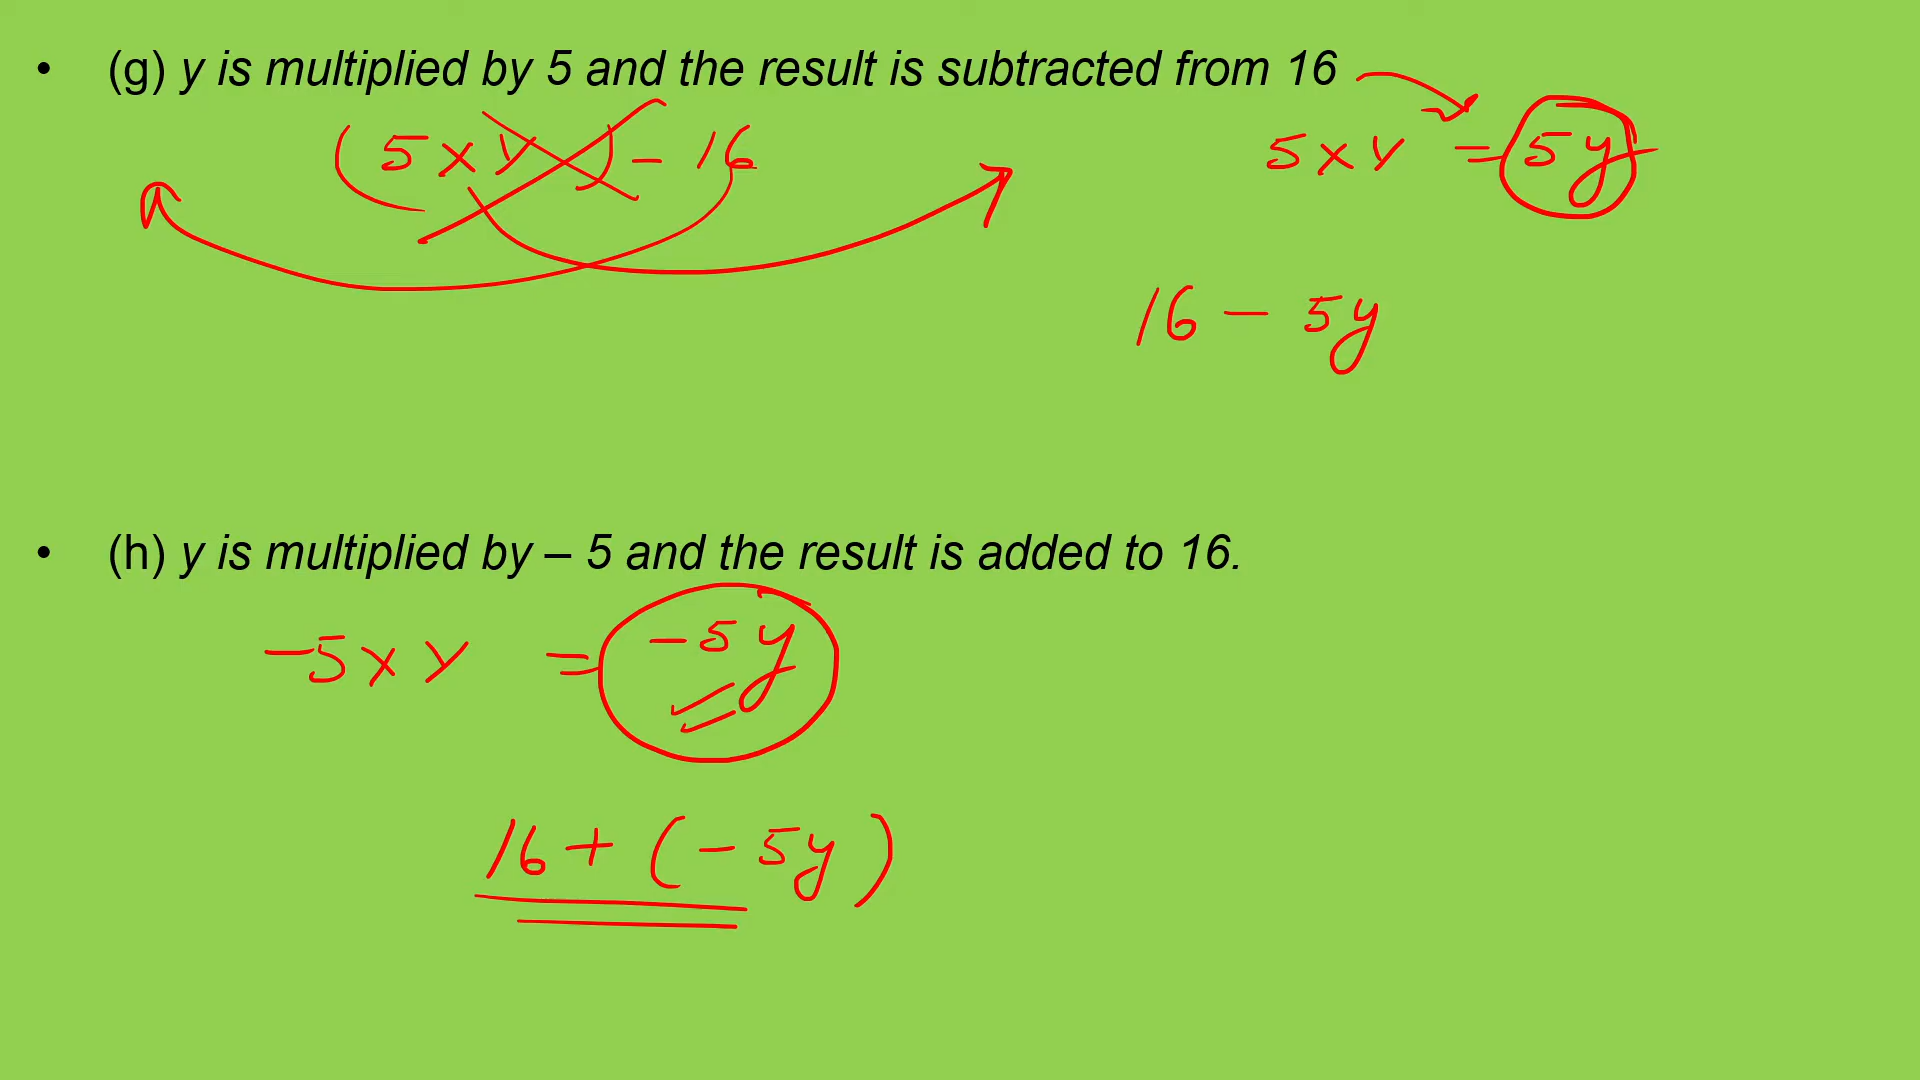 • (g) y is multiplied by 5 and the result is subtracted from 16
(5 x y) - 16
5 x y = 5y
16 - 5y
• (h) y is multiplied by – 5 and the result is added to 16.
-5 x y = -5y
16 + (-5y)